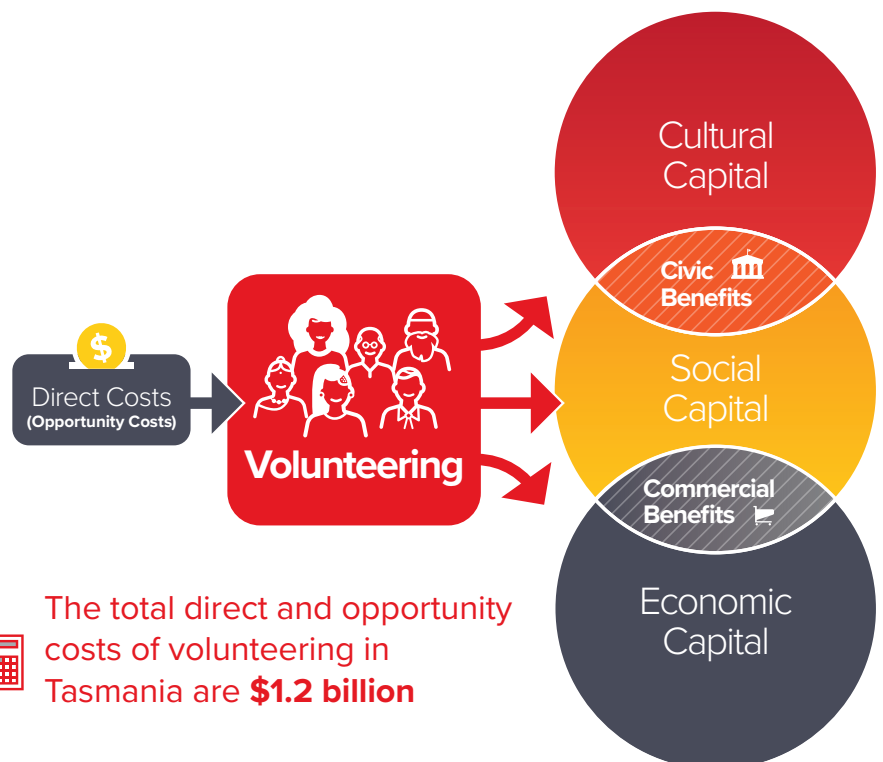 Cultural
Capital
Civic
Benefits
$
Direct Costs
(Opportunity Costs)
Volunteering
Social
Capital
Commercial
Benefits
Economic
Capital
The total direct and opportunity
costs of volunteering in
Tasmania are $1.2 billion